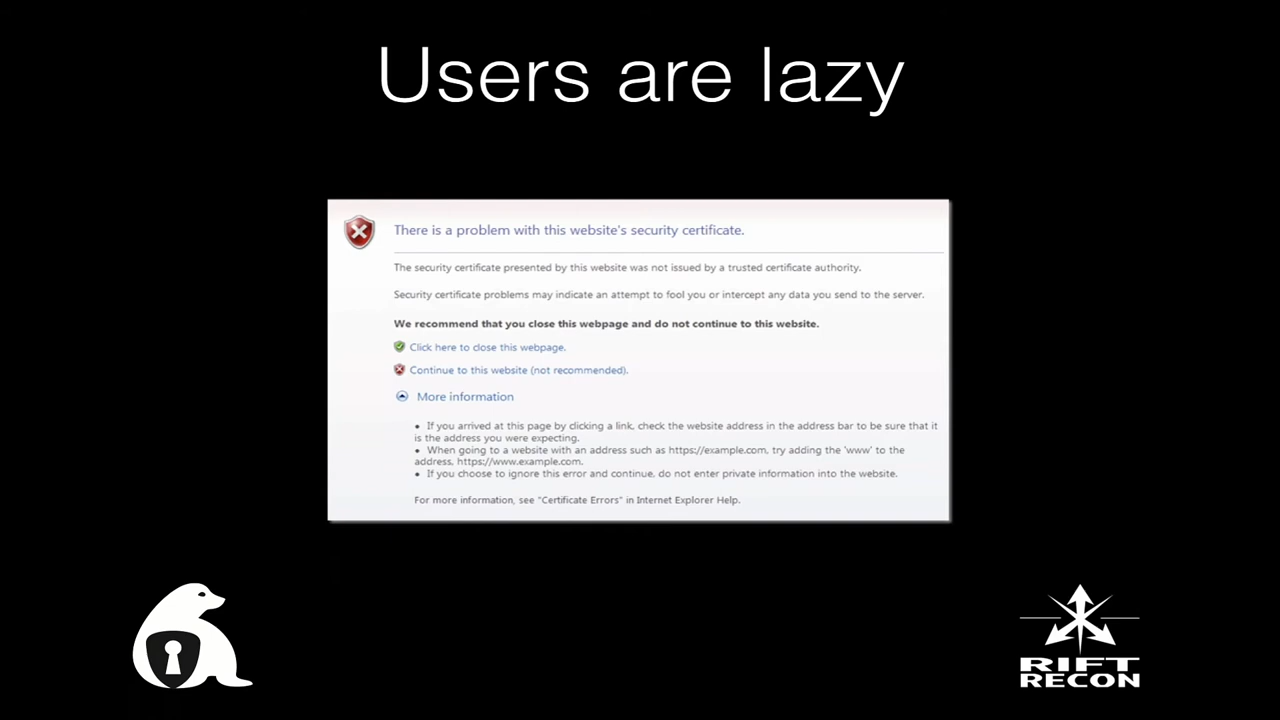 Users are lazy
There is a problem with this website's security certificate.
The security certificate presented by this website was not issued by a trusted certificate authority.
Security certificate problems may indicate an attempt to fool you or intercept any data you send to the server.
We recommend that you close this webpage and do not continue to this website.
Click here to close this webpage.
Continue to this website (not recommended).
More information
• If you arrived at this page by clicking a link, check the website address in the address bar to be sure that it
is the address you were expecting.
• When going to a website with an address such as https://example.com, try adding the 'www' to the
address, https://www.example.com.
• If you choose to ignore this error and continue, do not enter private information into the website.
For more information, see "Certificate Errors" in Internet Explorer Help.
RIFT
RECON